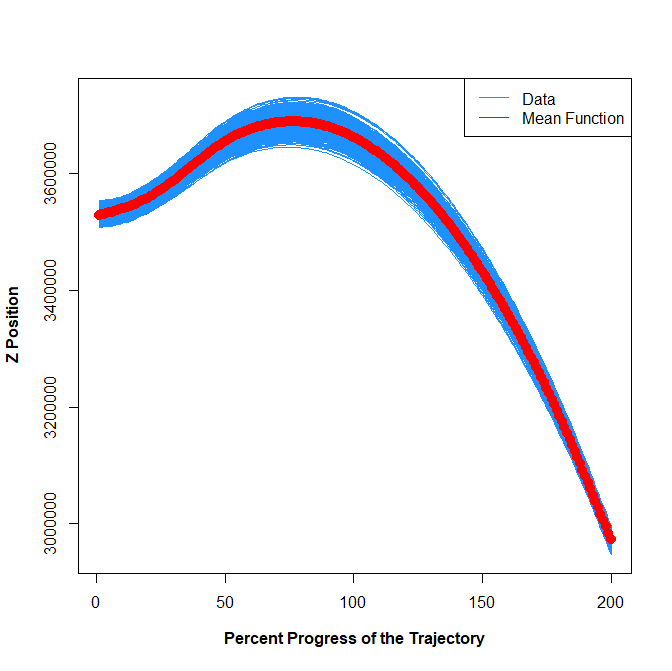 Data
Mean Function
3600000
3400000
3200000
3000000
Z Position
0 50 100 150 200
Percent Progress of the Trajectory